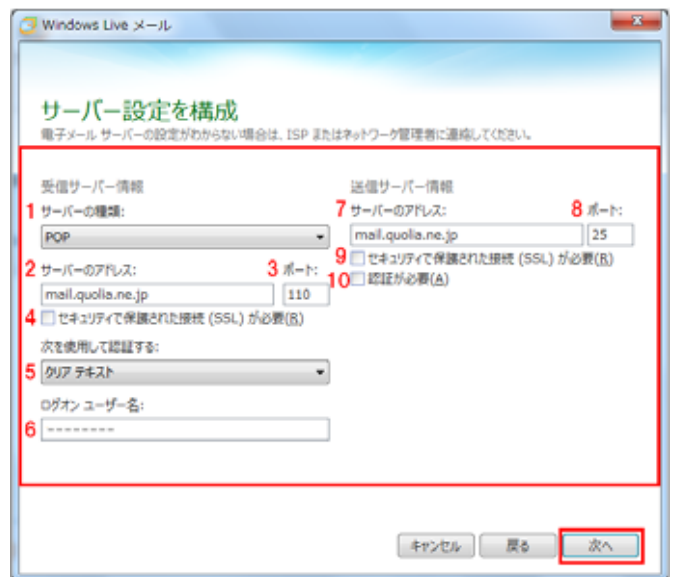 Windows Live メール
サーバー設定を構成
電子メール サーバーの設定がわからない場合は、ISP またはネットワーク管理者に連絡してください。
受信サーバー情報
1 サーバーの種類:
POP
2 サーバーのアドレス: 3 ポート:
mail.quolia.ne.jp 110
4 セキュリティで保護された接続 (SSL) が必要(R)
次を使用して認証する:
5 クリア テキスト
ログオン ユーザー名:
6 --------
送信サーバー情報
7 サーバーのアドレス: 8 ポート:
mail.quolia.ne.jp 25
9 セキュリティで保護された接続 (SSL) が必要(R)
10 認証が必要(A)
キャンセル 戻る 次へ